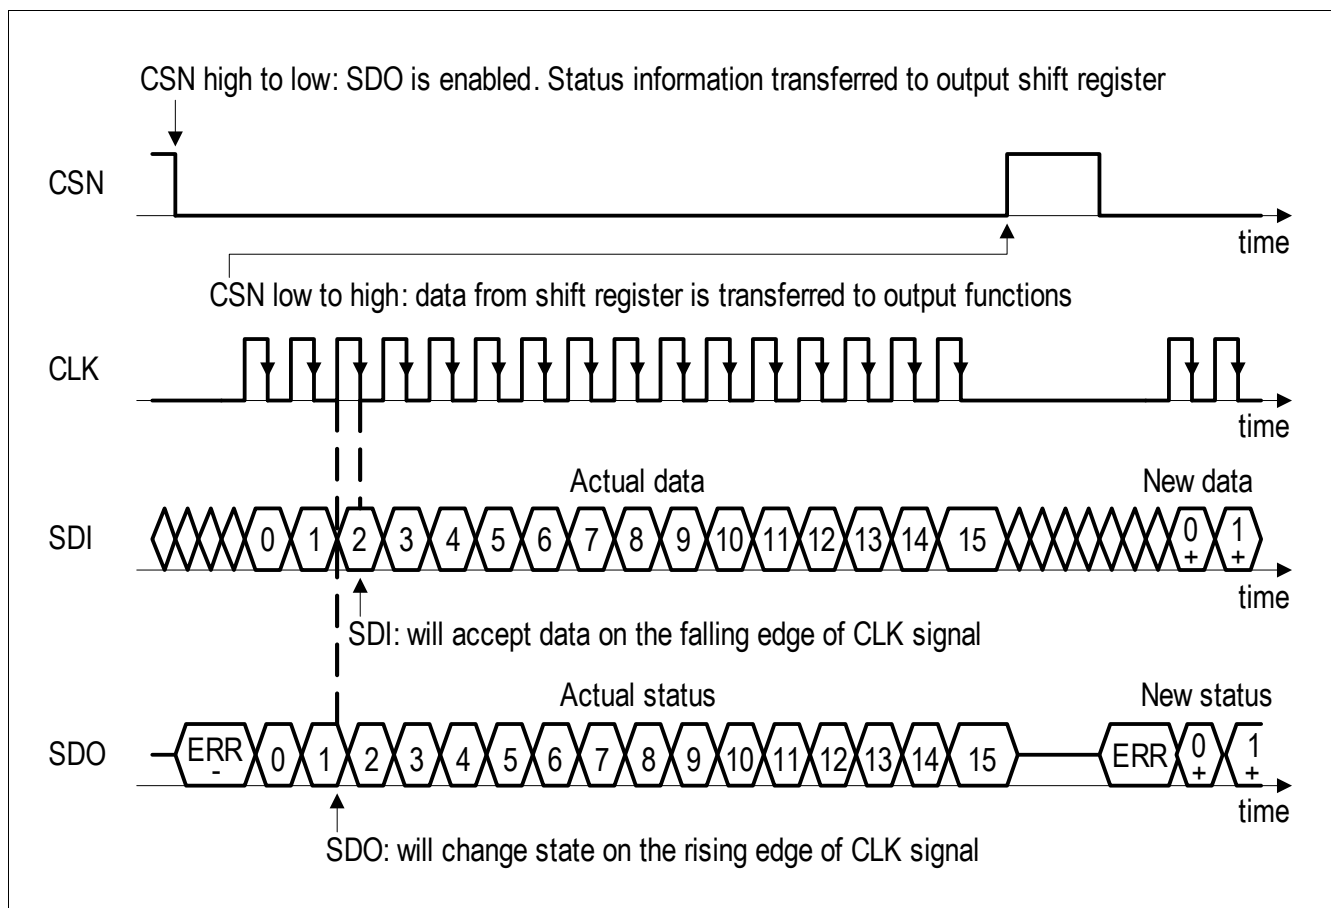 CSN high to low: SDO is enabled. Status information transferred to output shift register
CSN
time
CSN low to high: data from shift register is transferred to output functions
CLK
time
Actual data
New data
SDI
0 1 2 3 4 5 6 7 8 9 10 11 12 13 14 15 0 1
+ +
time
SDI: will accept data on the falling edge of CLK signal
Actual status
New status
SDO
ERR 0 1 2 3 4 5 6 7 8 9 10 11 12 13 14 15 ERR 0 1
- + +
time
SDO: will change state on the rising edge of CLK signal